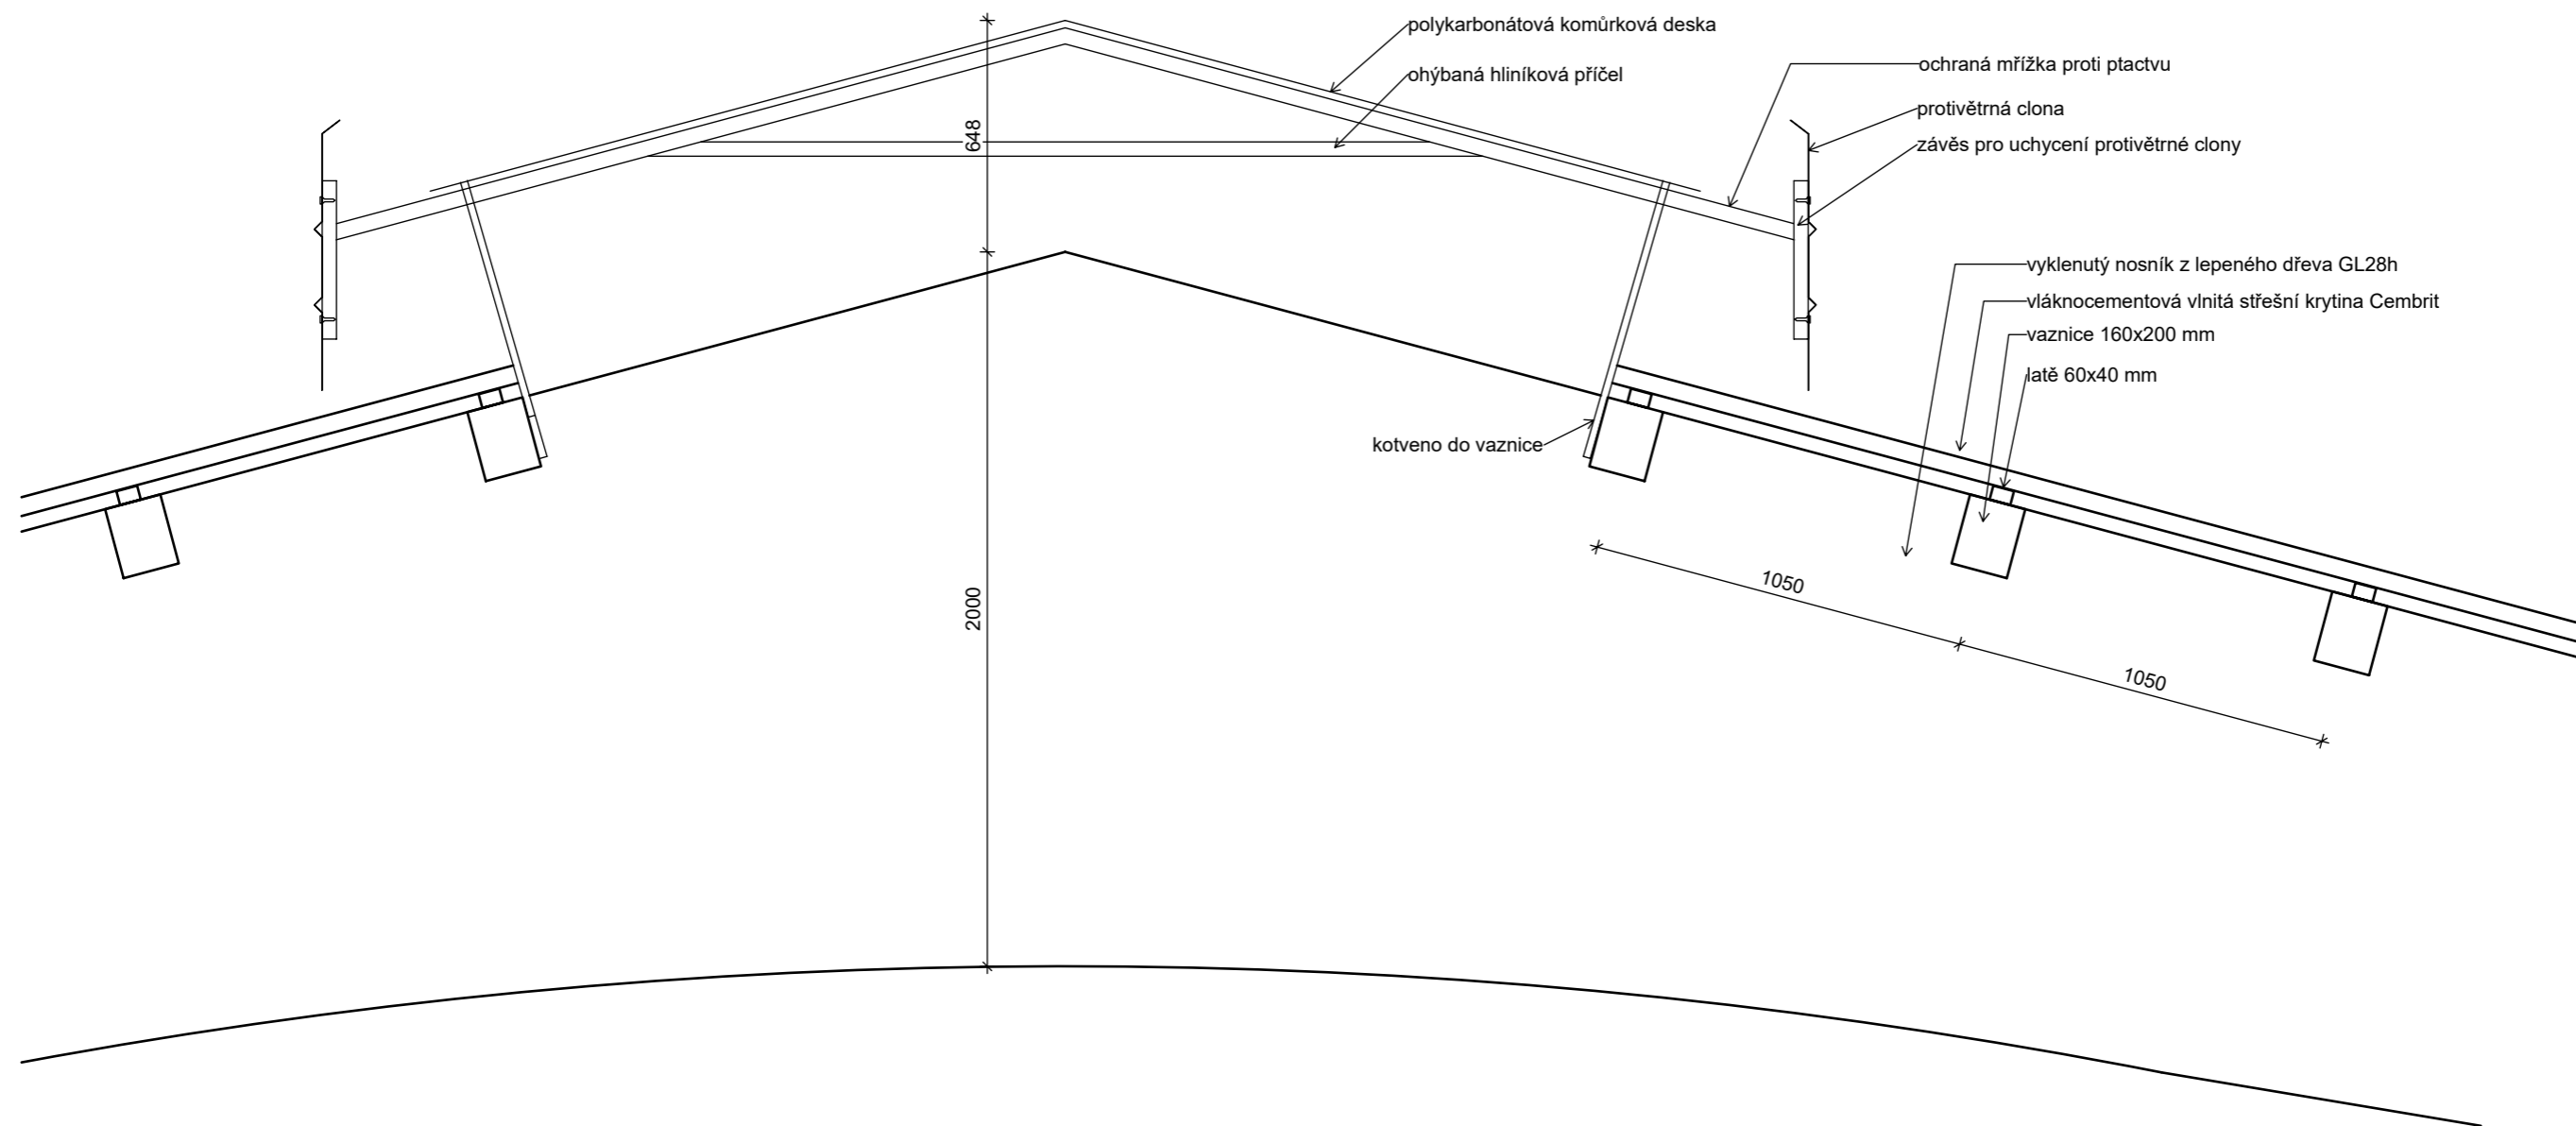 polykarbonátová komůrková deska
ohýbaná hliníková příčel
ochraná mřížka proti ptactvu
protivětrná clona
závěs pro uchycení protivětrné clony
648
vyklenutý nosník z lepeného dřeva GL28h
vláknocementová vlnitá střešní krytina Cembrit
vaznice 160x200 mm
latě 60x40 mm
kotveno do vaznice
2000
1050
1050